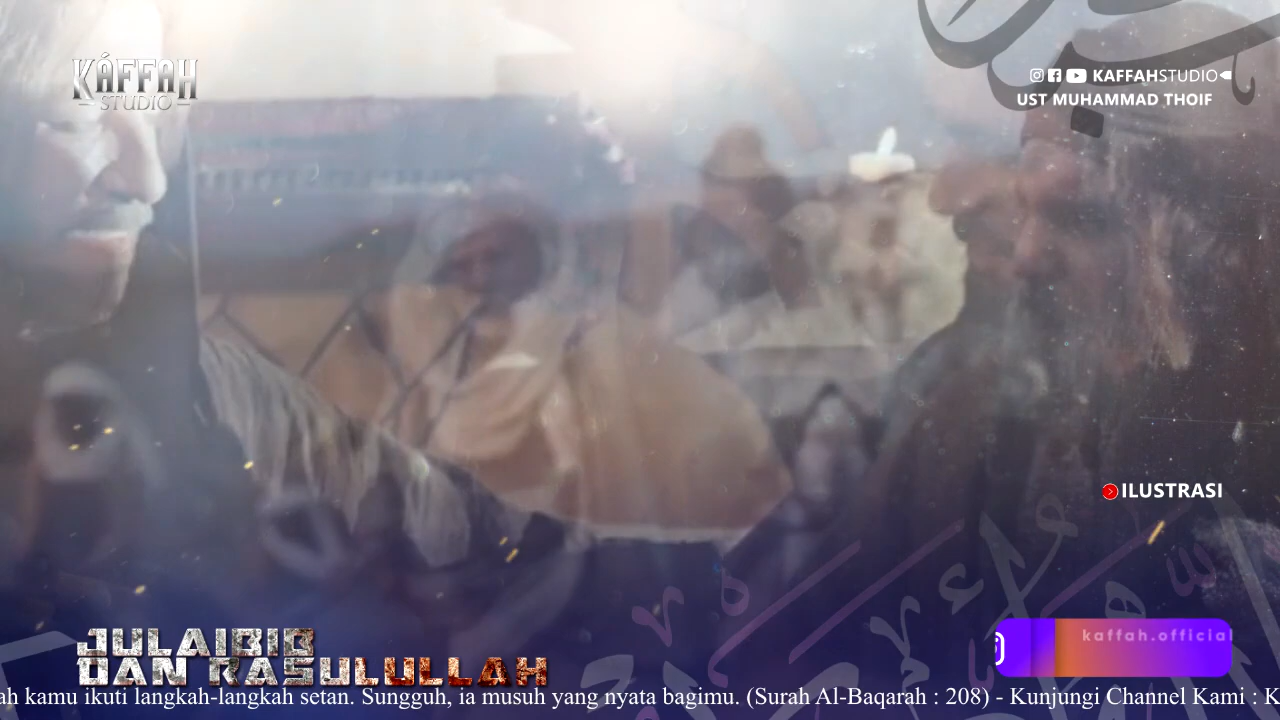 KÁFFAH
STUDIO
KAFFAHSTUDIO
UST MUHAMMAD THOIF
ILUSTRASI
kaffah.official
JULAIBIB
DAN RASULULLAH
ah kamu ikuti langkah-langkah setan. Sungguh, ia musuh yang nyata bagimu. (Surah Al-Baqarah : 208) - Kunjungi Channel Kami : K